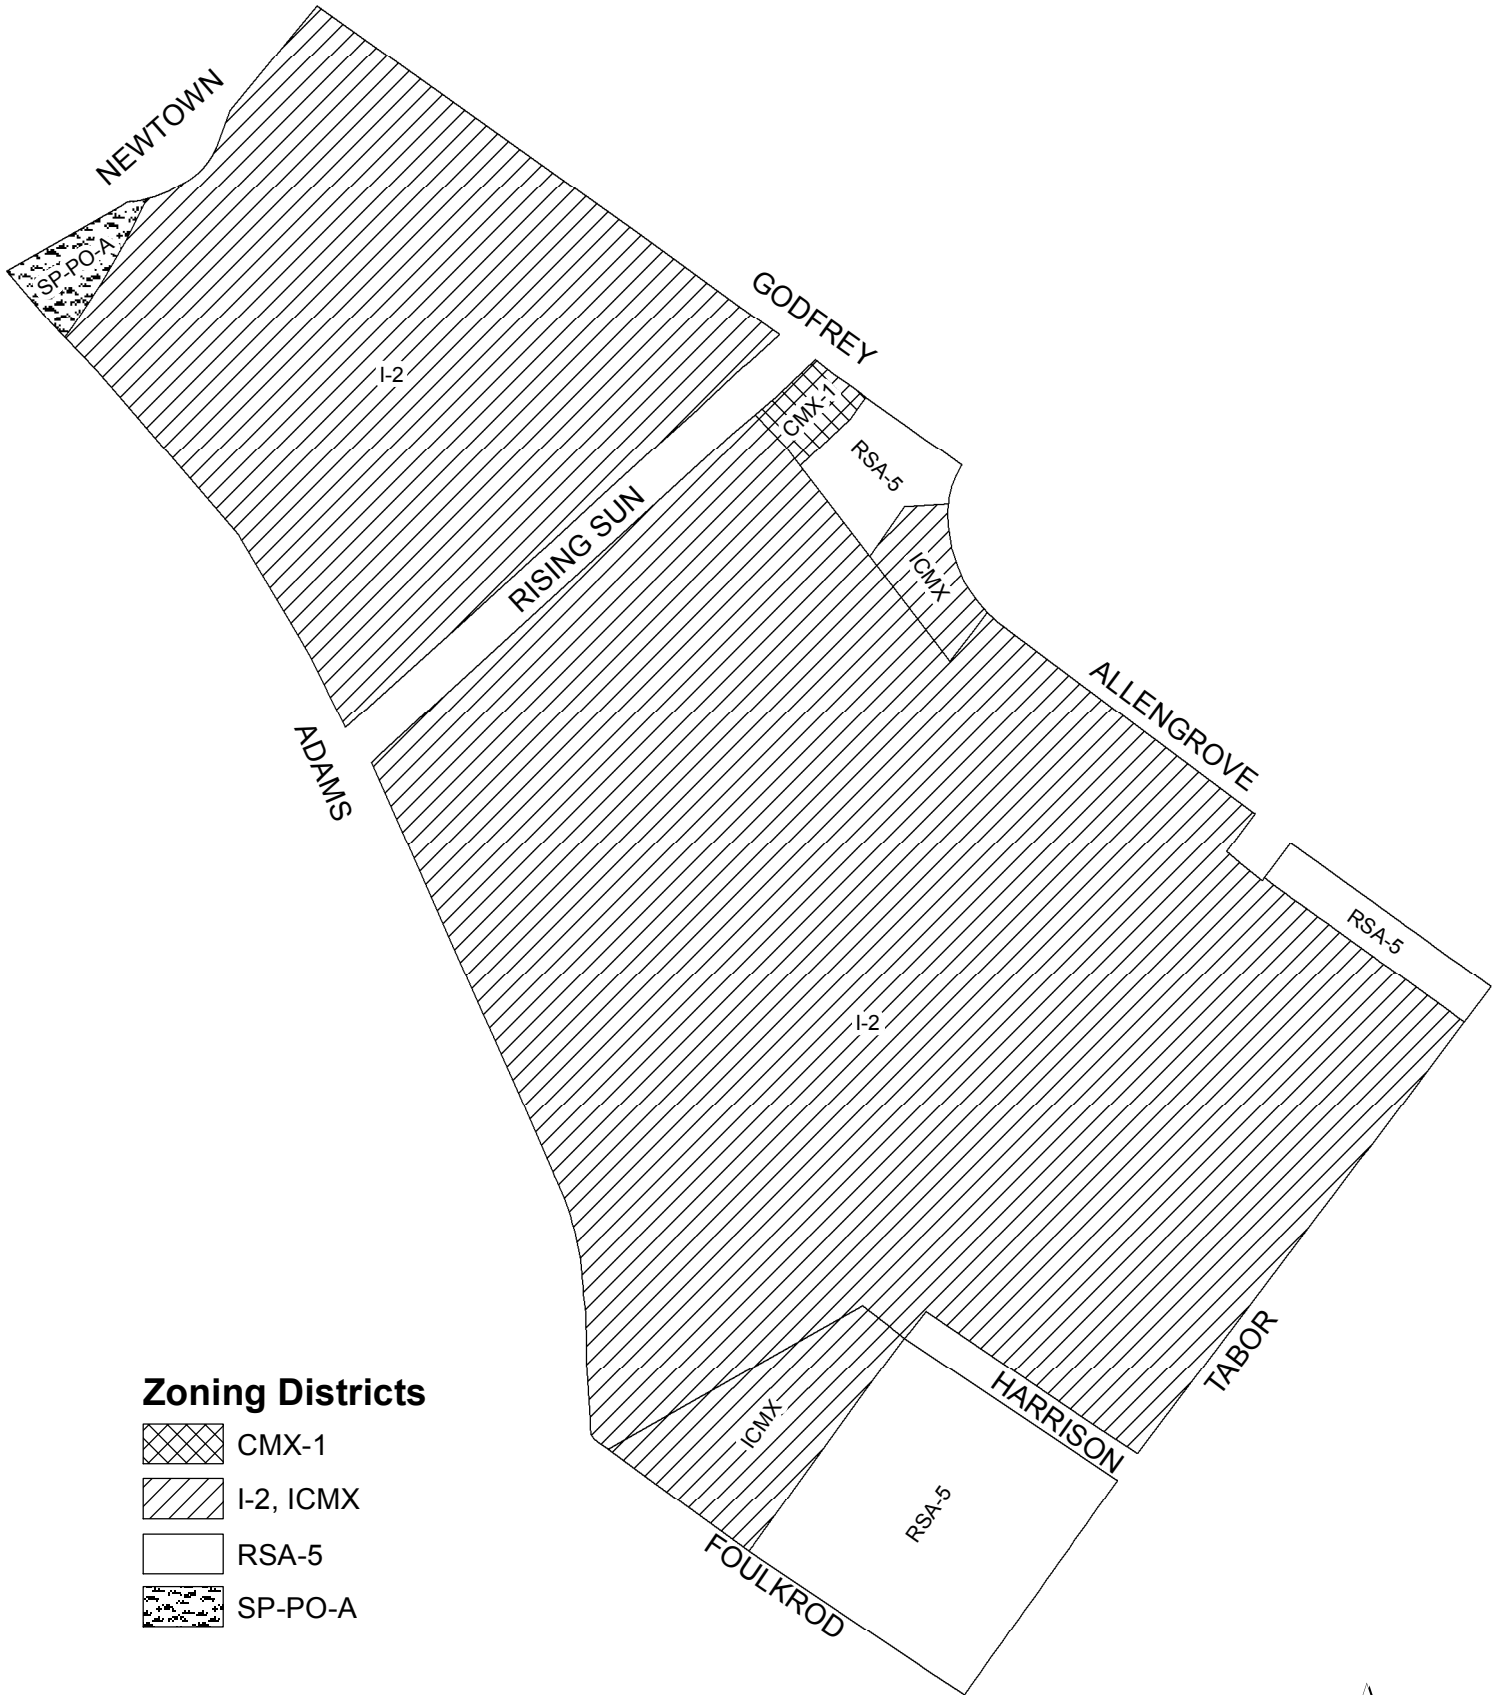 NEWTOWN
SP-PO-A
I-2
GODFREY
CMX-1
RSA-5
RISING SUN
ICMX
ALLENGROVE
ADAMS
RSA-5
I-2
TABOR
HARRISON
ICMX
RSA-5
FOULKROD
Zoning Districts
CMX-1
I-2, ICMX
RSA-5
SP-PO-A